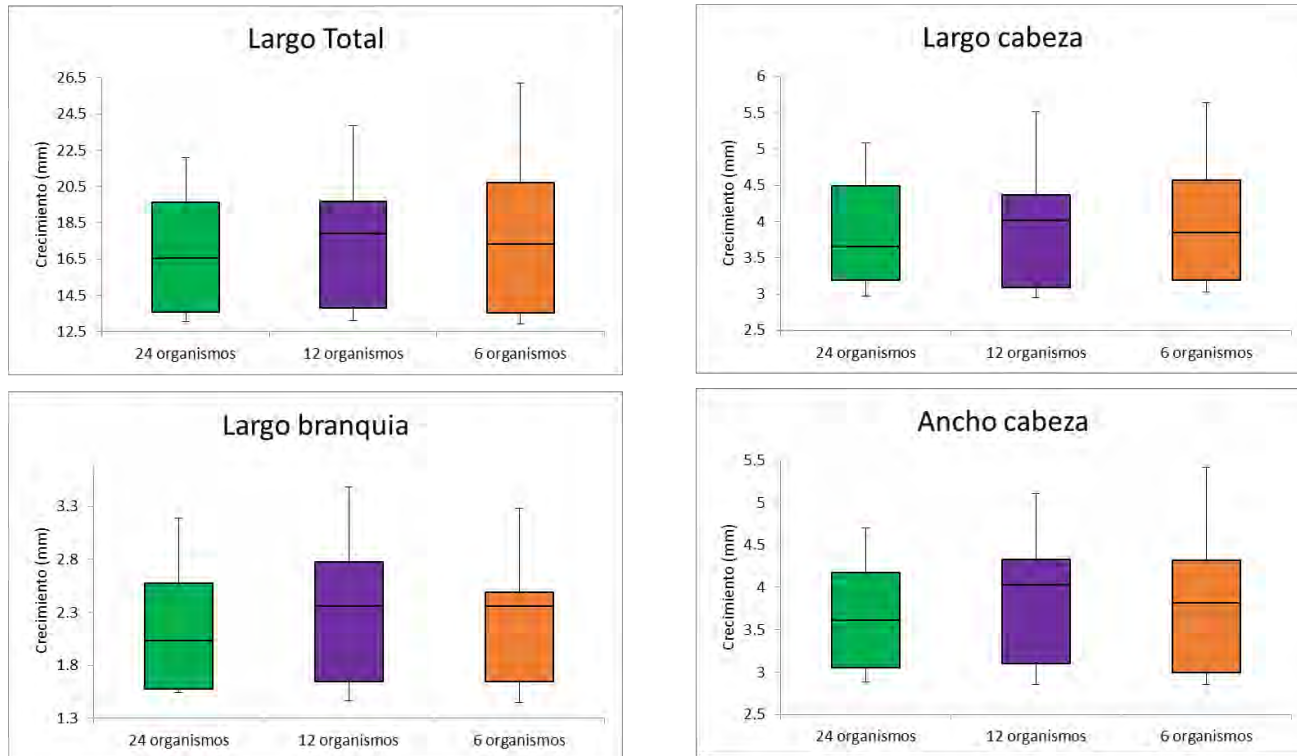 Largo Total
Crecimiento (mm)
26.5
24.5
22.5
20.5
18.5
16.5
14.5
12.5
24 organismos
12 organismos
6 organismos
Largo cabeza
Crecimiento (mm)
6
5.5
5
4.5
4
3.5
3
2.5
24 organismos
12 organismos
6 organismos
Largo branquia
Crecimiento (mm)
3.3
2.8
2.3
1.8
1.3
24 organismos
12 organismos
6 organismos
Ancho cabeza
Crecimiento (mm)
5.5
5
4.5
4
3.5
3
2.5
24 organismos
12 organismos
6 organismos